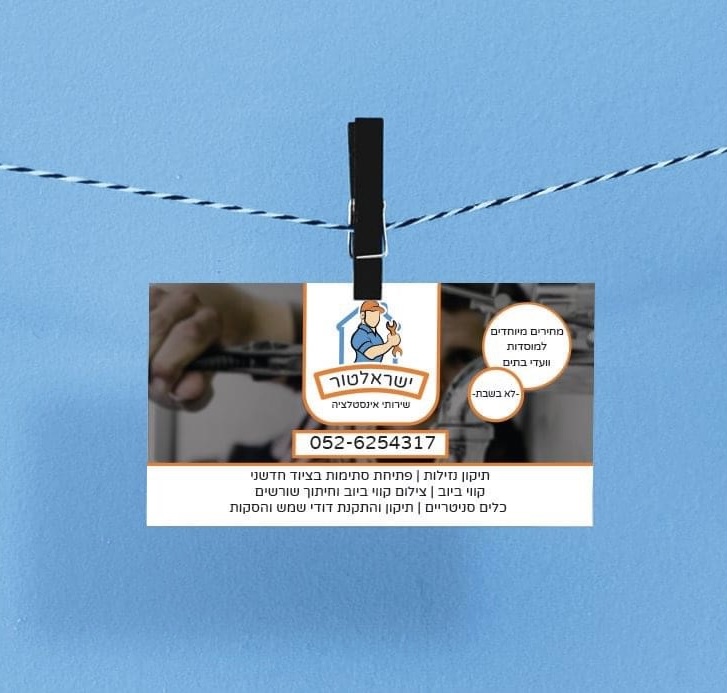 ישראלטור
שירותי אינסטלציה
מחירים מיוחדים
למוסדות
וועדי בתים
-לא בשבת-
052-6254317
תיקון נזילות | פתיחת סתימות בציוד חדשני
קווי ביוב | צילום קווי ביוב וחיתוך שורשים
כלים סניטריים | תיקון והתקנת דודי שמש והסקות